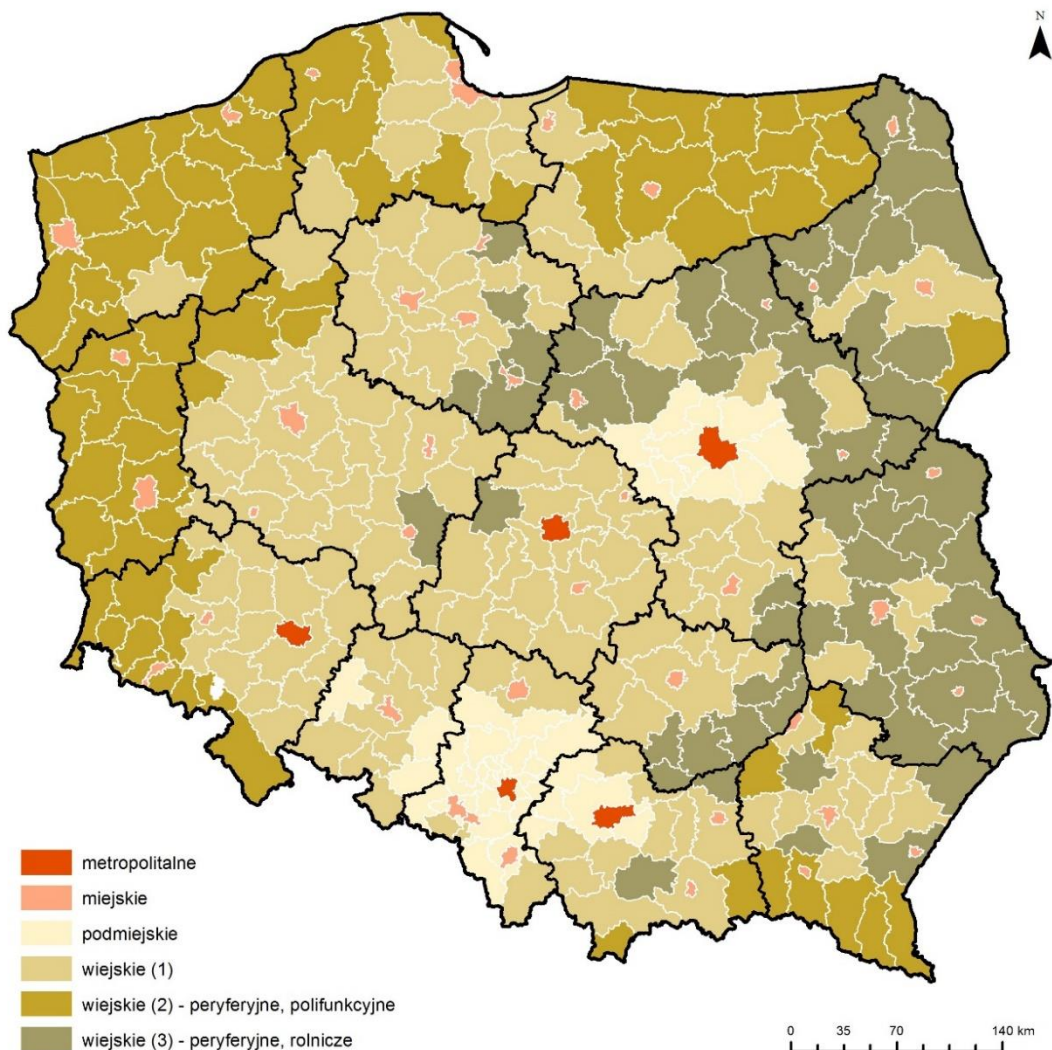 N
metropolitalne
miejskie
podmiejskie
wiejskie (1)
wiejskie (2) - peryferyjne, polifunkcyjne
wiejskie (3) - peryferyjne, rolnicze
0 35 70 140 km